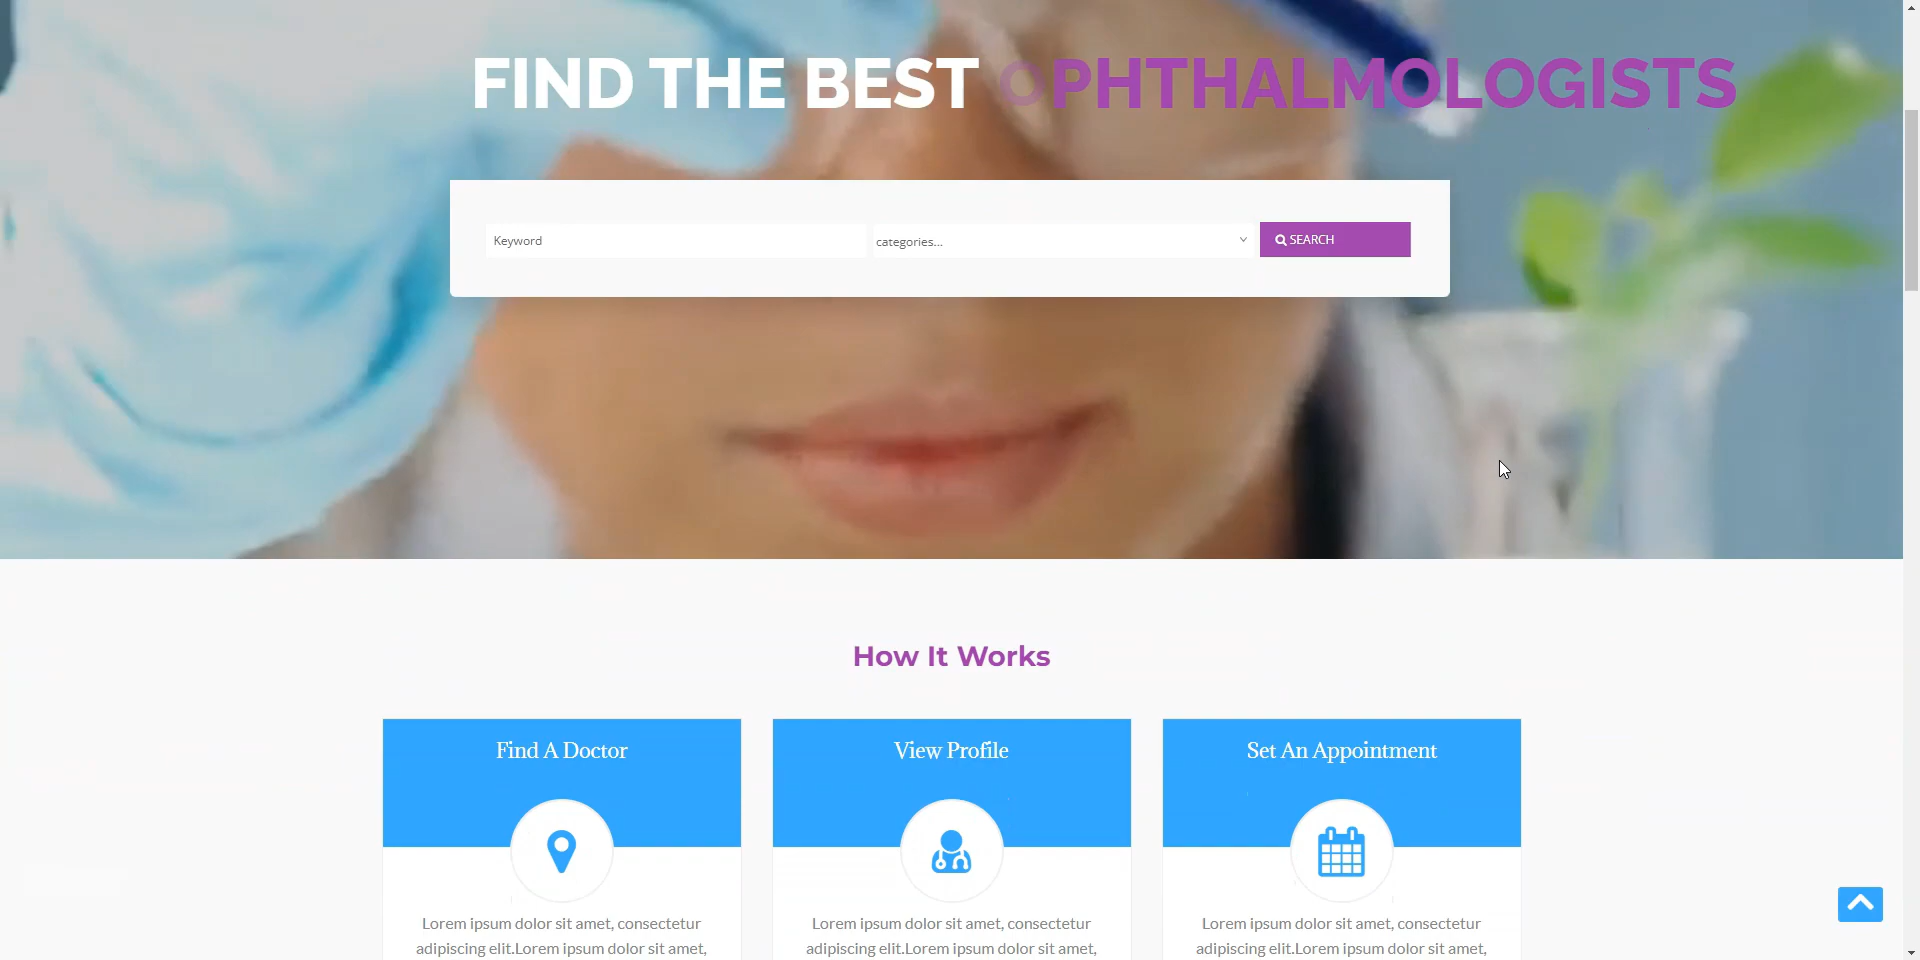 FIND THE BEST OPHTHALMOLOGISTS
Keyword
categories...
SEARCH
How It Works
Find A Doctor
View Profile
Set An Appointment
Lorem ipsum dolor sit amet, consectetur
adipiscing elit.Lorem ipsum dolor sit amet,
Lorem ipsum dolor sit amet, consectetur
adipiscing elit.Lorem ipsum dolor sit amet,
Lorem ipsum dolor sit amet, consectetur
adipiscing elit.Lorem ipsum dolor sit amet,